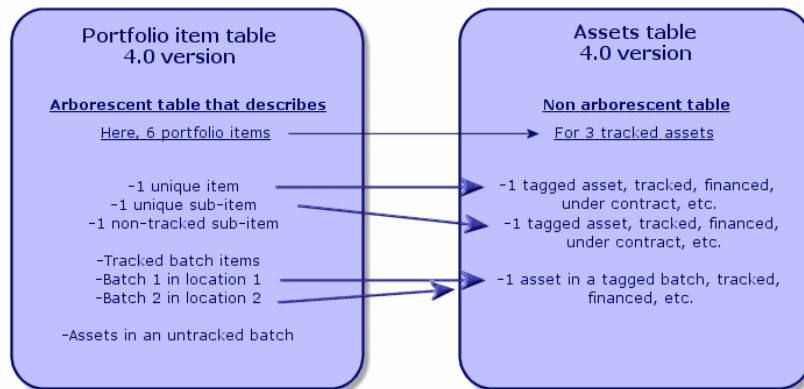 Portfolio item table
4.0 version
Arborescent table that describes
Here, 6 portfolio items
-1 unique item
-1 unique sub-item
-1 non-tracked sub-item
-Tracked batch items
-Batch 1 in location 1
-Batch 2 in location 2
-Assets in an untracked batch
Assets table
4.0 version
Non arborescent table
For 3 tracked assets
-1 tagged asset, tracked, financed,
under contract, etc.
-1 tagged asset, tracked, financed,
under contract, etc.
-1 asset in a tagged batch, tracked,
financed, etc.